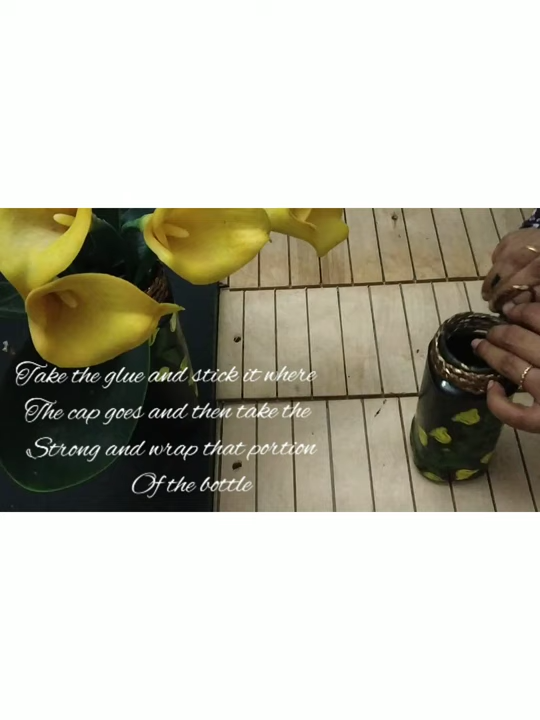 Take the glue and stick it where
The cap goes and then take the
Strong and wrap that portion
Of the bottle